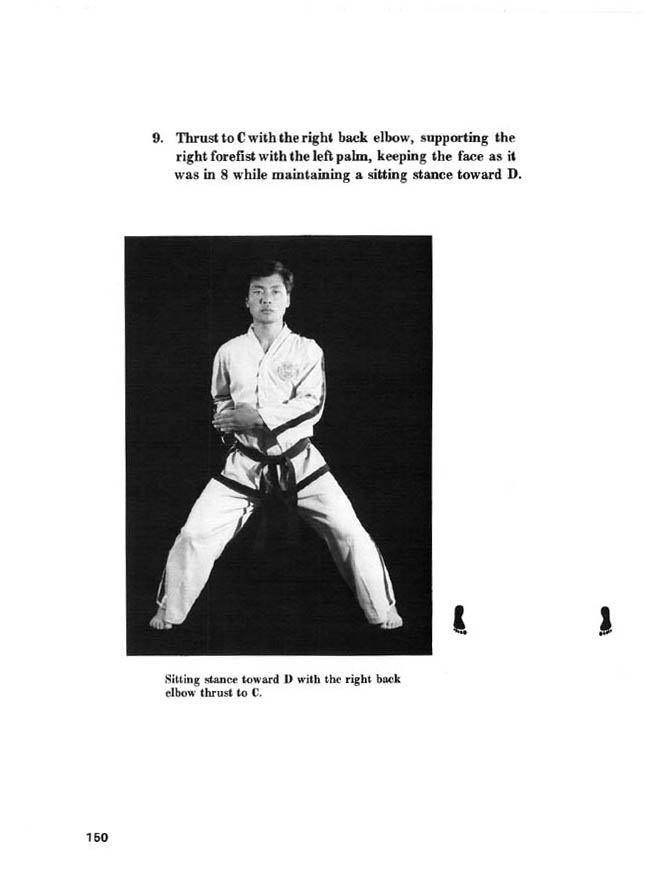 9. Thrust to C with the right back elbow, supporting the
right forefist with the left palm, keeping the face as it
was in 8 while maintaining a sitting stance toward D.
Sitting stance toward D with the right back
elbow thrust to C.
150